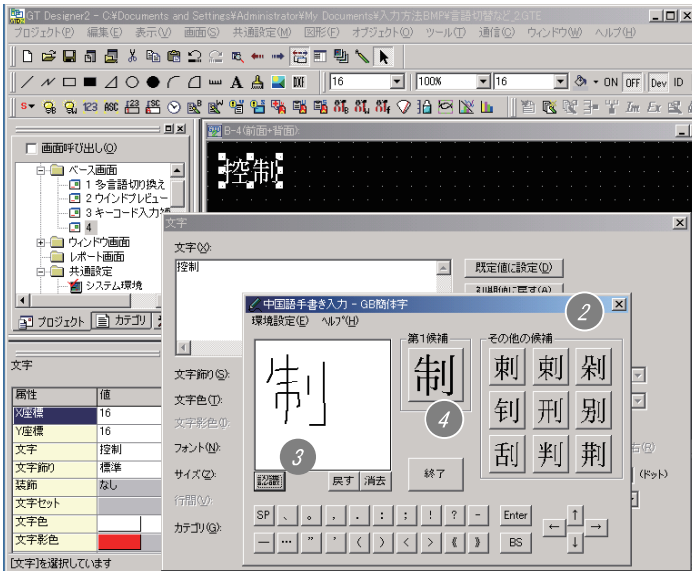 GT Designer2 - C:¥Documents and Settings¥Administrator¥My Documents¥入力方法BMP¥言語切替など_2.GTE
プロジェクト(P) 編集(E) 表示(V) 画面(S) 共通設定(M) 図形(F) オブジェクト(O) ツール(T) 通信(C) ウィンドウ(W) ヘルプ(H)
A DXF 16 100% 16 ON OFF Dev ID
S 123 ASC
画面呼び出し(O)
ベース画面
1 多言語切り換え
2 ウインドプレビュー
3 キーコード入力
4
ウィンドウ画面
レポート画面
共通設定
システム環境
プロジェクト カテゴリ
B-4(前面+背面):
控制
文字
属性 値
X座標 16
Y座標 16
文字 控制
文字飾り 標準
装飾 なし
文字セット
文字色
文字影色
[文字]を選択しています
文字
文字(X):
控制
既定値に設定(D)
初期値に戻す(A)
文字飾り(S):
文字色(T):
文字影色(I):
フォント(N):
サイズ(Z):
行間(V):
カテゴリ(G):
右(R)
(ドット)
中国語手書き入力 - GB簡体字
環境設定(E) ヘルプ(H)
2
制
3
認識 戻す 消去
第1候補
制
4
終了
その他の候補
刺 剌 剁
钊 刑 别
刮 判 荆
SP 、 。 , . : ; ! ? - Enter ↑
← →
— … ” ’ ( ) < > 《 》 BS ↓